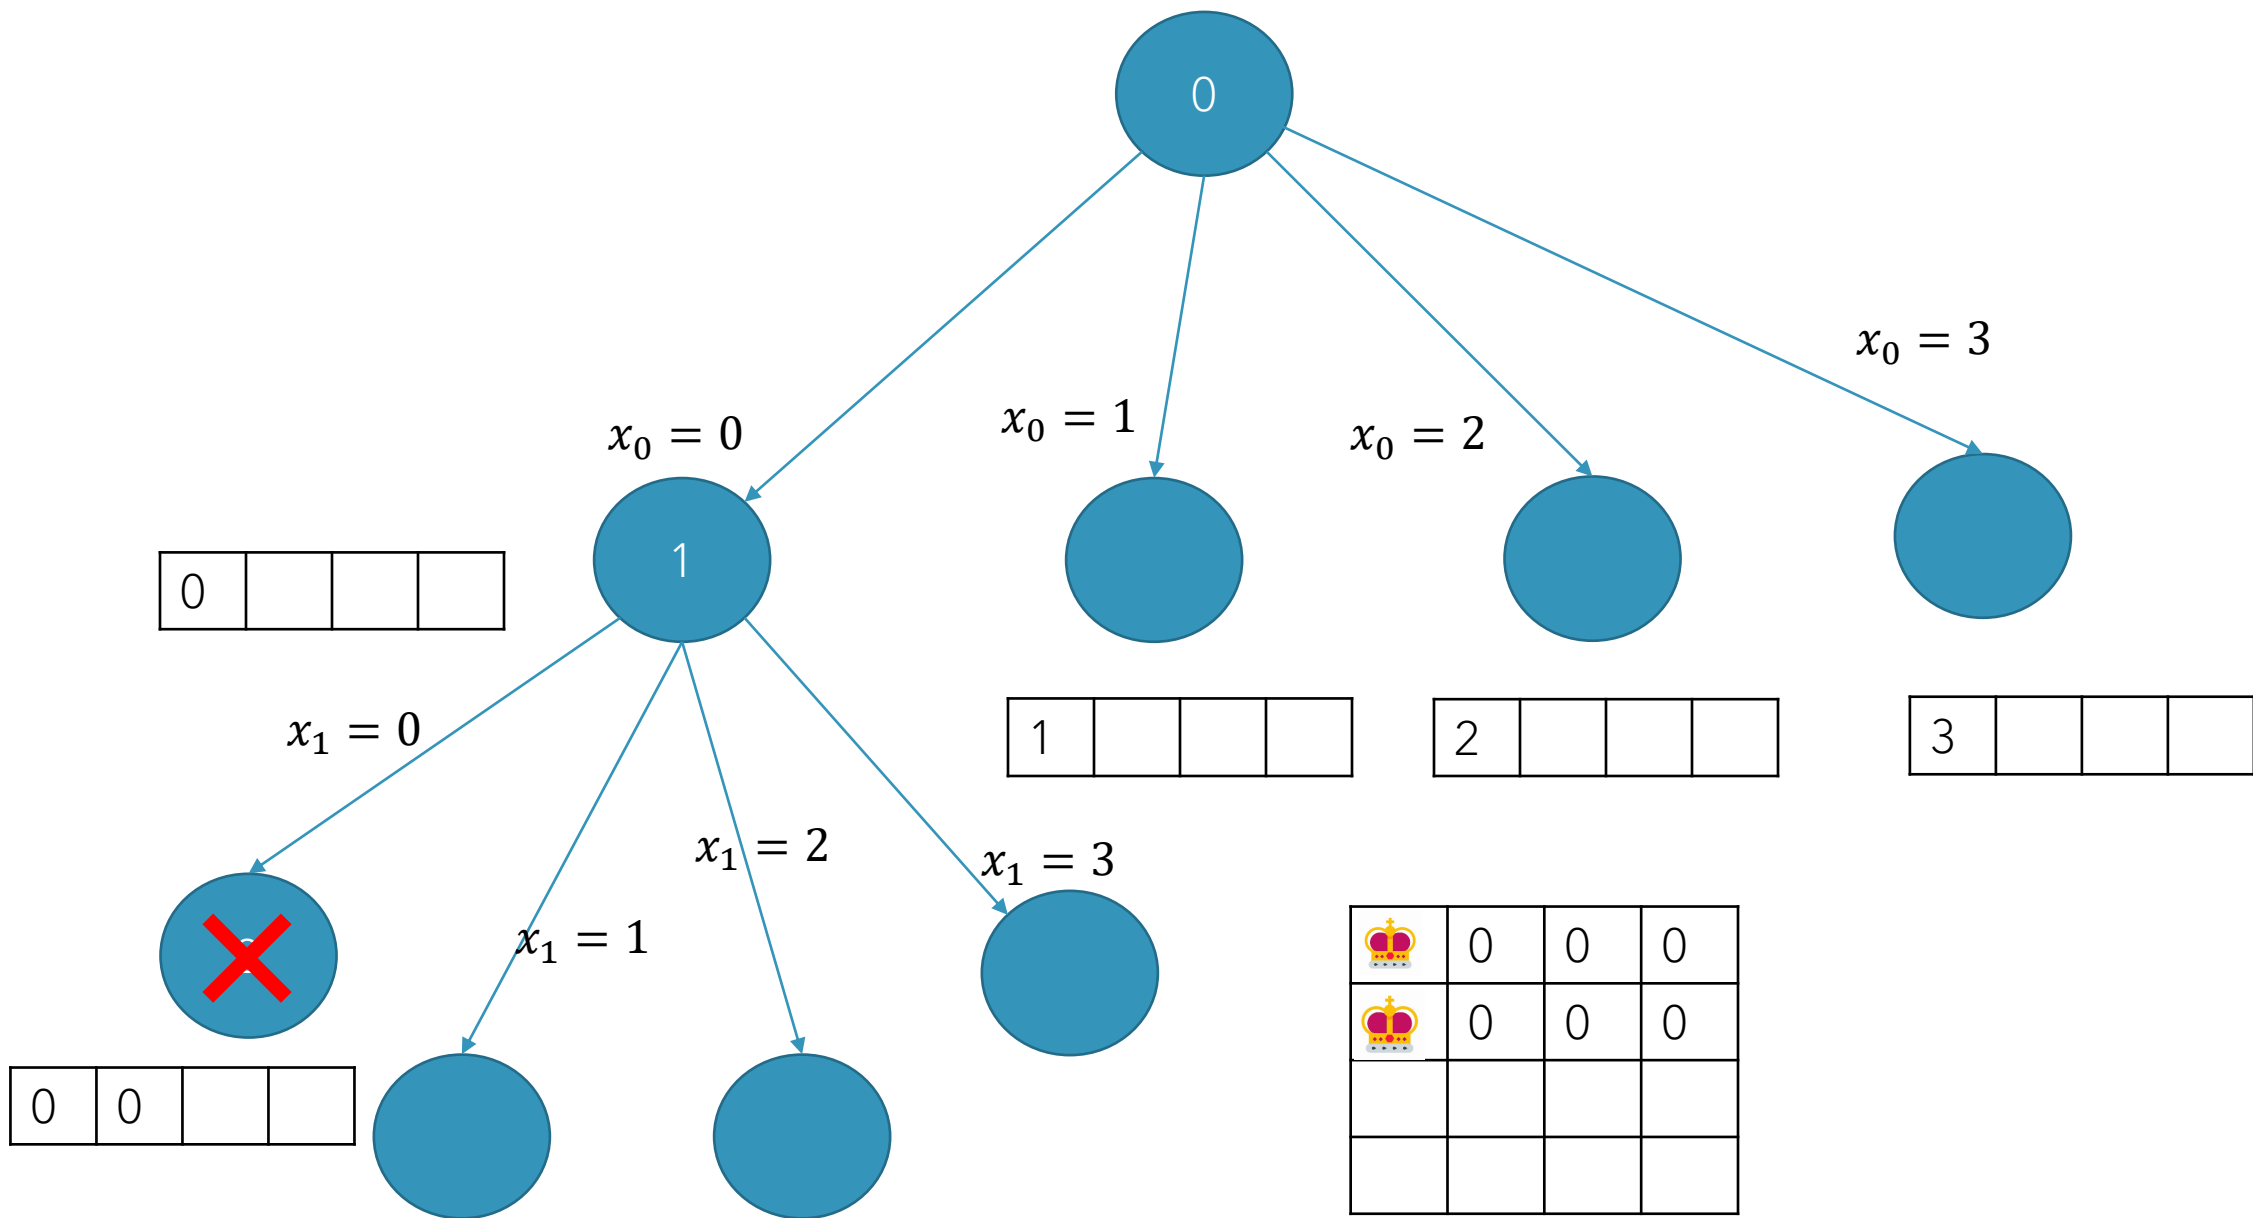 0
x₀ = 3
x₀ = 0
x₀ = 1
x₀ = 2
1
0
1
2
3
x₁ = 0
x₁ = 2
x₁ = 3
x₁ = 1
0 0 0
0 0 0
0 0